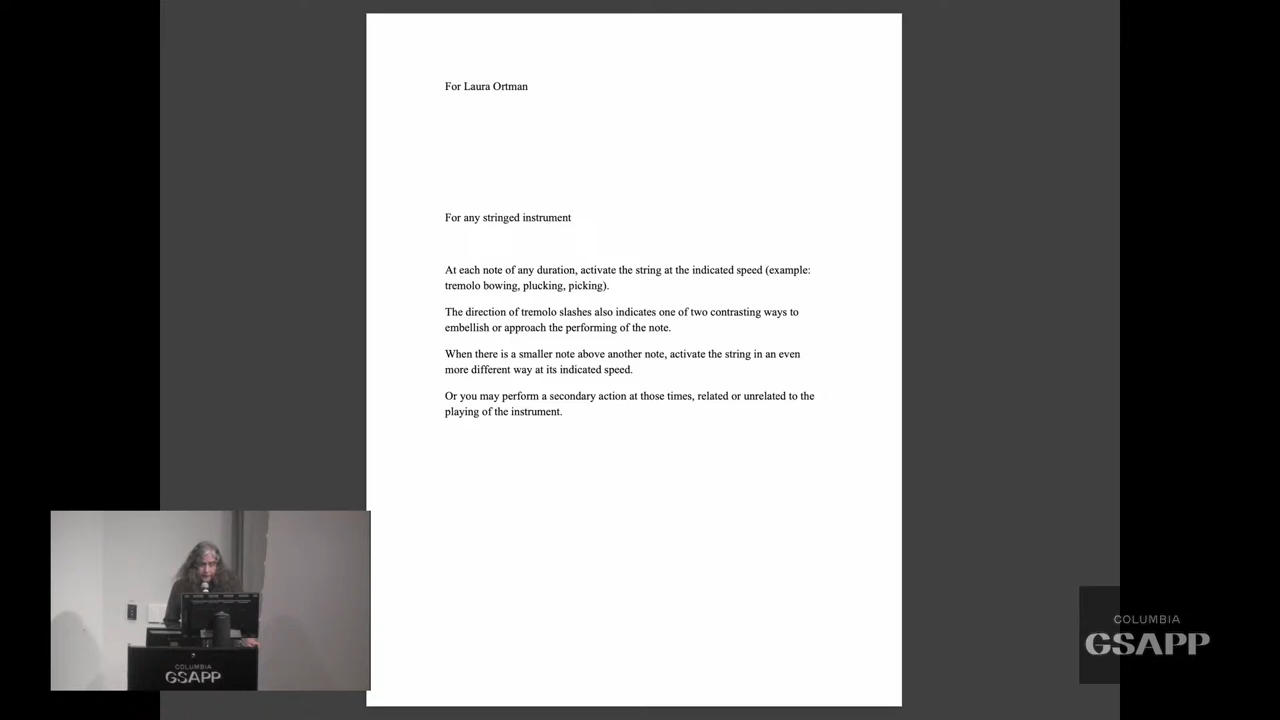 For Laura Ortman
For any stringed instrument
At each note of any duration, activate the string at the indicated speed (example:
tremolo bowing, plucking, picking).
The direction of tremolo slashes also indicates one of two contrasting ways to
embellish or approach the performing of the note.
When there is a smaller note above another note, activate the string in an even
more different way at its indicated speed.
Or you may perform a secondary action at those times, related or unrelated to the
playing of the instrument.
COLUMBIA
GSAPP
COLUMBIA
GSAPP